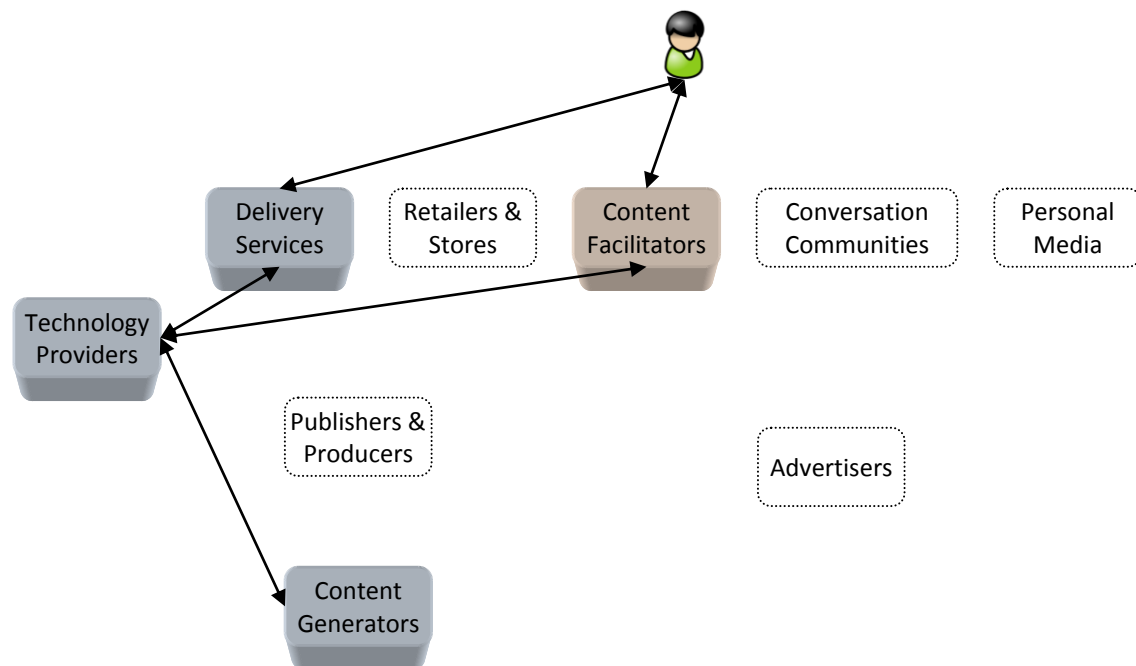 Delivery
Services
Retailers &
Stores
Content
Facilitators
Conversation
Communities
Personal
Media
Technology
Providers
Publishers &
Producers
Advertisers
Content
Generators